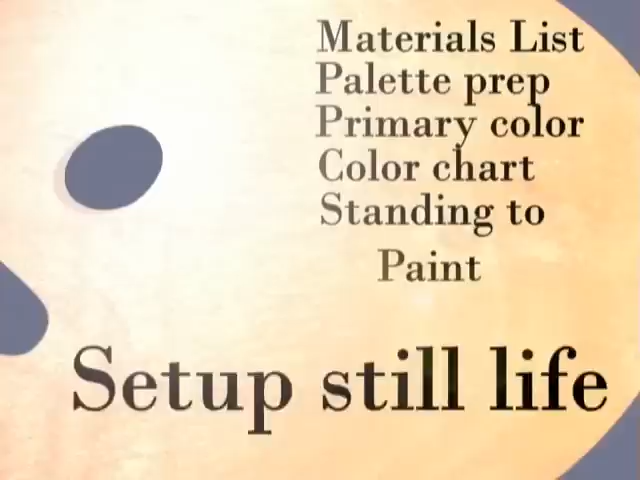 Materials List
Palette prep
Primary color
Color chart
Standing to
Paint
Setup still life